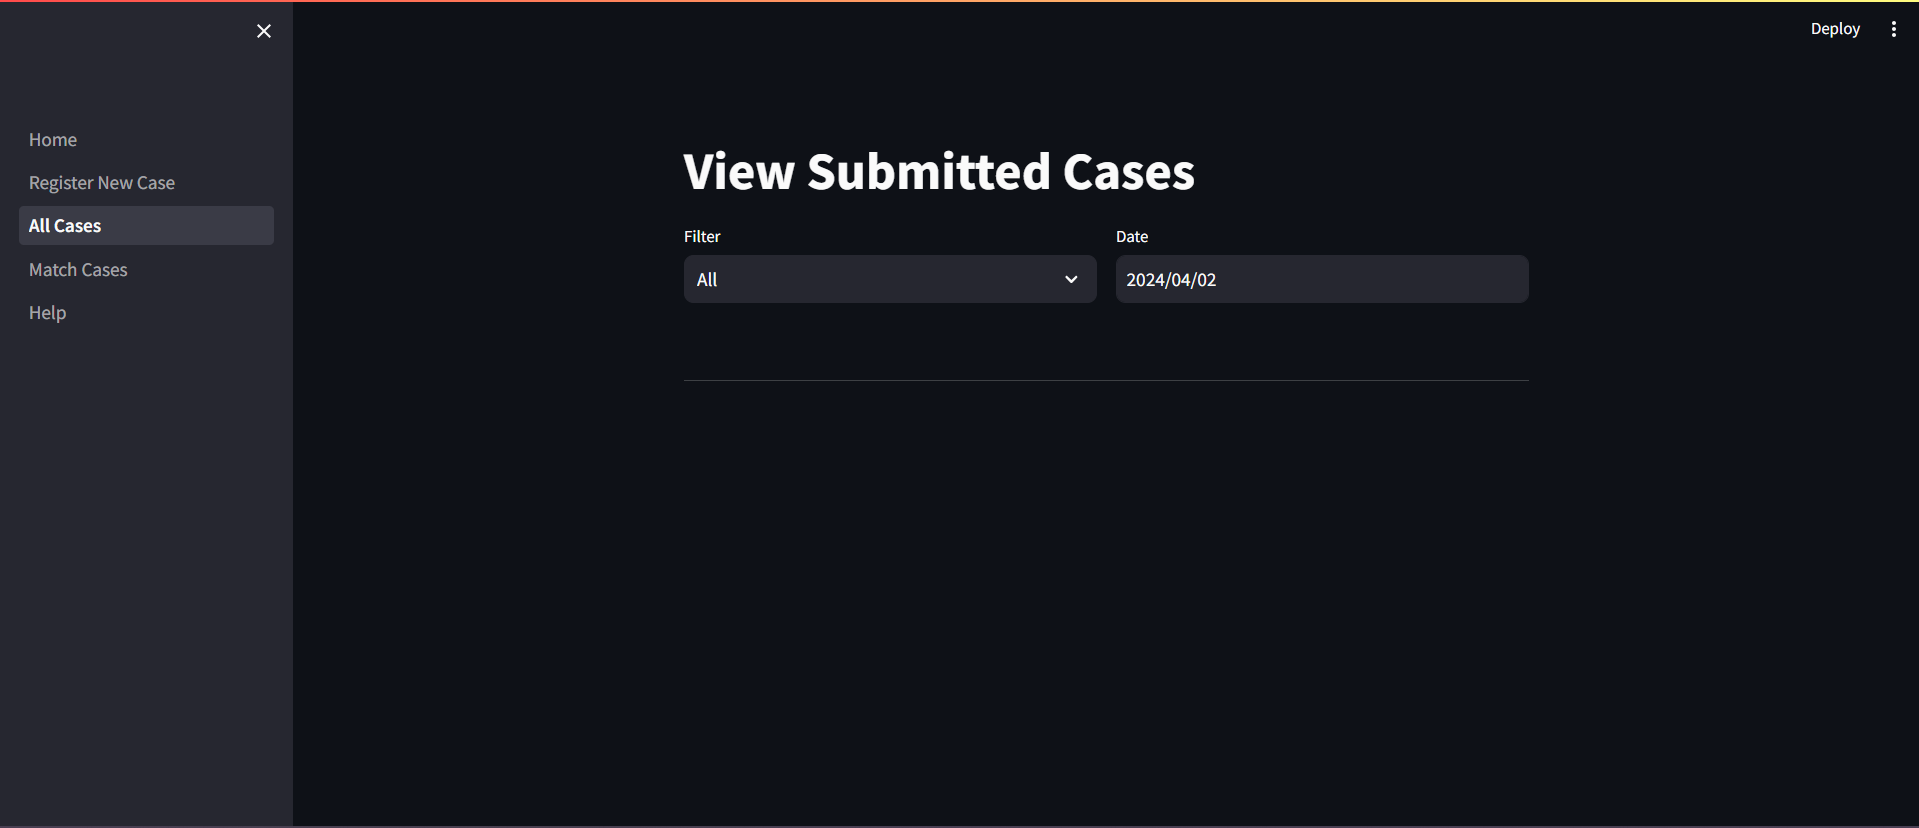 Deploy
Home
Register New Case
All Cases
Match Cases
Help
View Submitted Cases
Filter
Date
All
2024/04/02